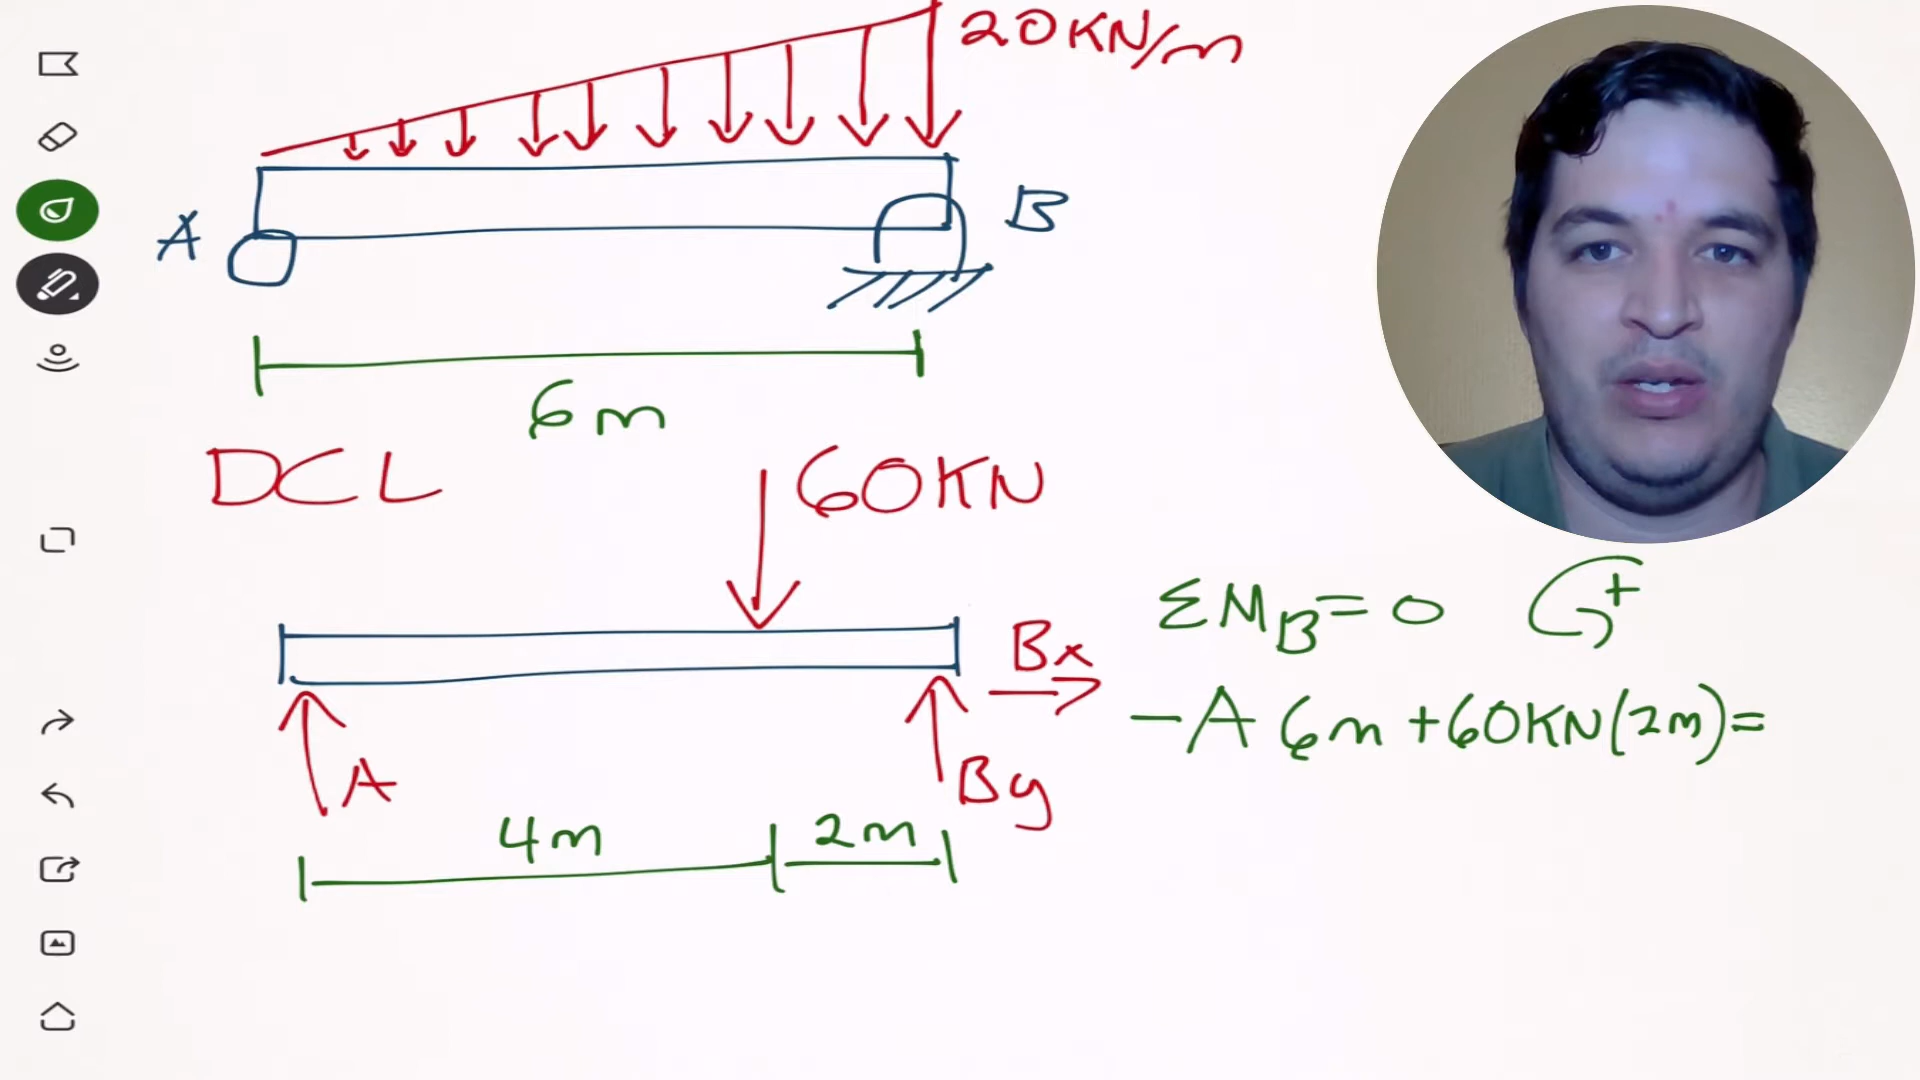 20KN/m
A
B
6m
DCL
60KN
Bx
ΣMB=0 +
-A 6m +60KN(2m)=
A
By
4m
2m